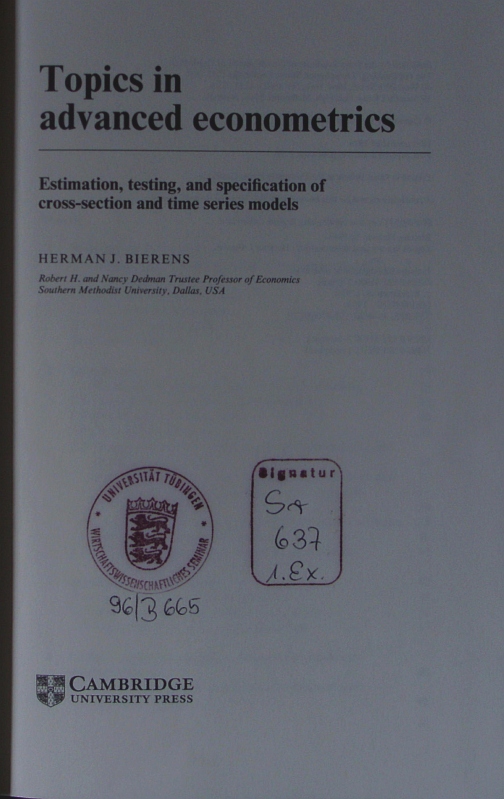 Topics in
advanced econometrics
Estimation, testing, and specification of
cross-section and time series models
HERMAN J. BIERENS
Robert H. and Nancy Dedman Trustee Professor of Economics
Southern Methodist University, Dallas, USA
UNIVERSITÄT TÜBINGEN
WIRTSCHAFTSWISSENSCHAFTLICHES SEMINAR
Signatur
637
1. Ex.
96/B 665
CAMBRIDGE
UNIVERSITY PRESS